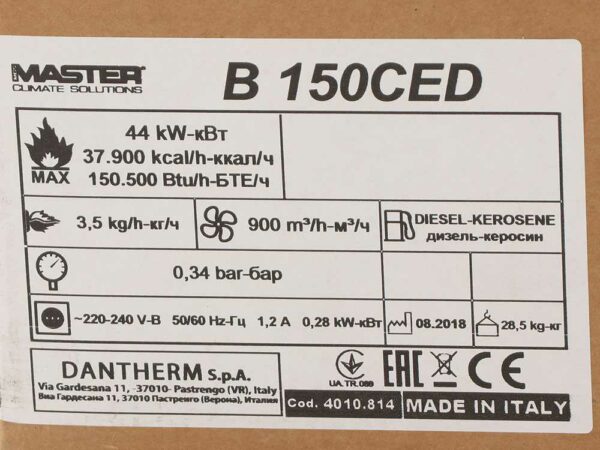 MASTER
CLIMATE SOLUTIONS
B 150CED
MAX
44 kW-кВт
37.900 kcal/h-ккал/ч
150.500 Btu/h-БТЕ/ч
3,5 kg/h-кг/ч
900 m³/h-м³/ч
DIESEL-KEROSENE
дизель-керосин
0,34 bar-бар
~220-240 V-В 50/60 Hz-Гц 1,2 A 0,28 kW-кВт
08.2018
28,5 kg-кг
DANTHERM S.p.A.
Via Gardesana 11, -37010- Pastrengo (VR), Italy
Виа Гардесана 11, 37010 Пастренго (Верона), Италия
UA.TR.089
EAC
CE
Cod. 4010.814
MADE IN ITALY